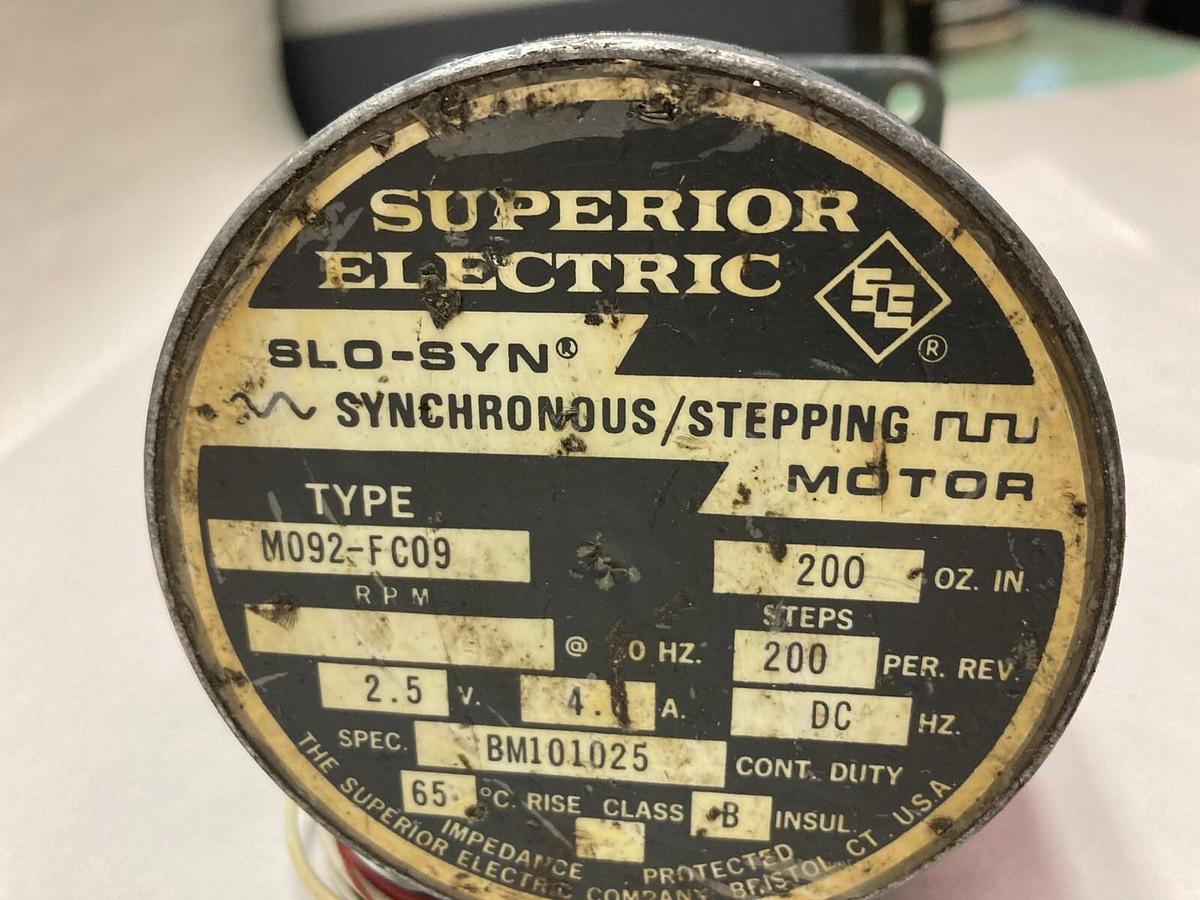 SUPERIOR
ELECTRIC
®
SLO-SYN®
SYNCHRONOUS/STEPPING
MOTOR
TYPE
M092-FC09
200 OZ. IN.
RPM
STEPS
@ 0 HZ.
200 PER. REV.
2.5 V. 4. A. DC HZ.
SPEC. BM101025 CONT. DUTY
65 °C. RISE CLASS B INSUL.
IMPEDANCE PROTECTED
THE SUPERIOR ELECTRIC COMPANY BRISTOL, CT. U.S.A.